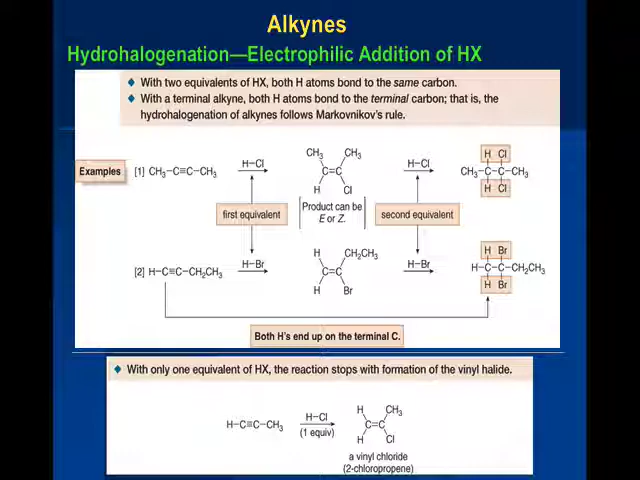 Alkynes
Hydrohalogenation—Electrophilic Addition of HX
With two equivalents of HX, both H atoms bond to the same carbon.
With a terminal alkyne, both H atoms bond to the terminal carbon; that is, the
hydrohalogenation of alkynes follows Markovnikov's rule.
Examples
[1] CH₃−C≡C−CH₃
H−Cl
CH₃ CH₃
C=C
H Cl
H−Cl
H Cl
CH₃−C−C−CH₃
H Cl
first equivalent
Product can be
E or Z.
second equivalent
[2] H−C≡C−CH₂CH₃
H−Br
H CH₂CH₃
C=C
H Br
H−Br
H Br
H−C−C−CH₂CH₃
H Br
Both H's end up on the terminal C.
With only one equivalent of HX, the reaction stops with formation of the vinyl halide.
H−C≡C−CH₃
H−Cl
(1 equiv)
H CH₃
C=C
H Cl
a vinyl chloride
(2-chloropropene)